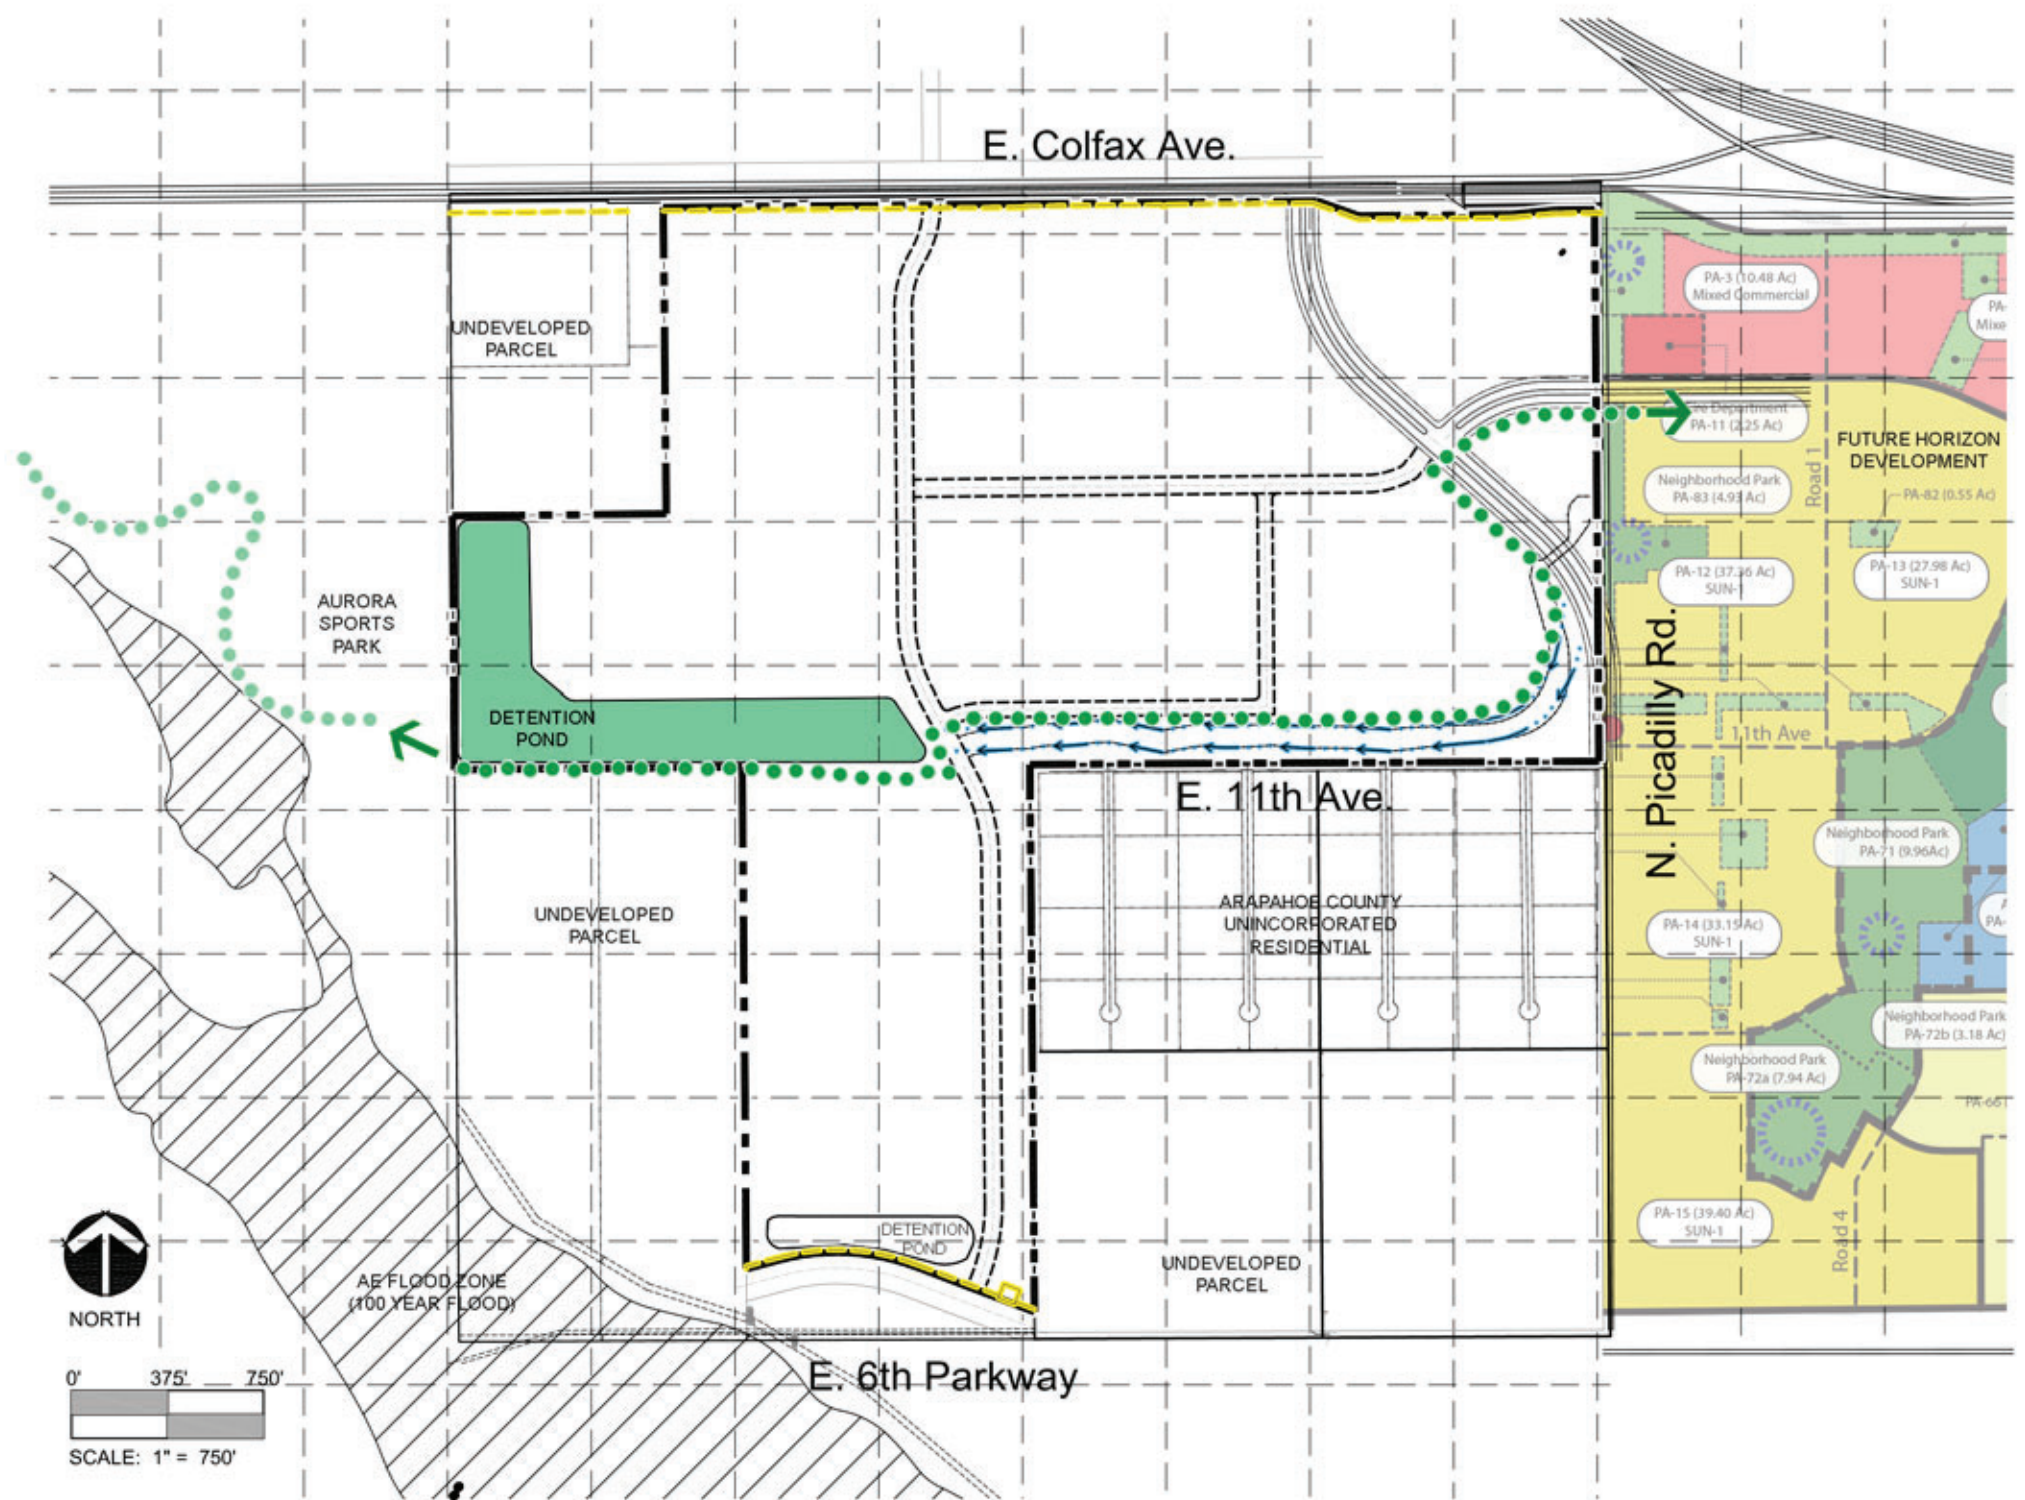 E. Colfax Ave.
PA-3 (10.48 Ac)
Mixed Commercial
PA-
Mixe
UNDEVELOPED
PARCEL
Department
PA-11 (2.25 Ac)
FUTURE HORIZON
DEVELOPMENT
Road 1
Neighborhood Park
PA-83 (4.93 Ac)
PA-82 (0.55 Ac)
PA-12 (37.36 Ac)
SUN-1
PA-13 (27.98 Ac)
SUN-1
AURORA
SPORTS
PARK
DETENTION
POND
11th Ave
N. Picadilly Rd.
E. 11th Ave.
Neighborhood Park
PA-71 (9.96Ac)
UNDEVELOPED
PARCEL
ARAPAHOE COUNTY
UNINCORPORATED
RESIDENTIAL
PA-14 (33.15 Ac)
SUN-1
PA-
Neighborhood Park
PA-72b (3.18 Ac)
Neighborhood Park
PA-72a (7.94 Ac)
PA-66
PA-15 (39.40 Ac)
SUN-1
Road 4
DETENTION
POND
UNDEVELOPED
PARCEL
AE FLOOD ZONE
(100 YEAR FLOOD)
NORTH
E. 6th Parkway
0' 375' 750'
SCALE: 1" = 750'